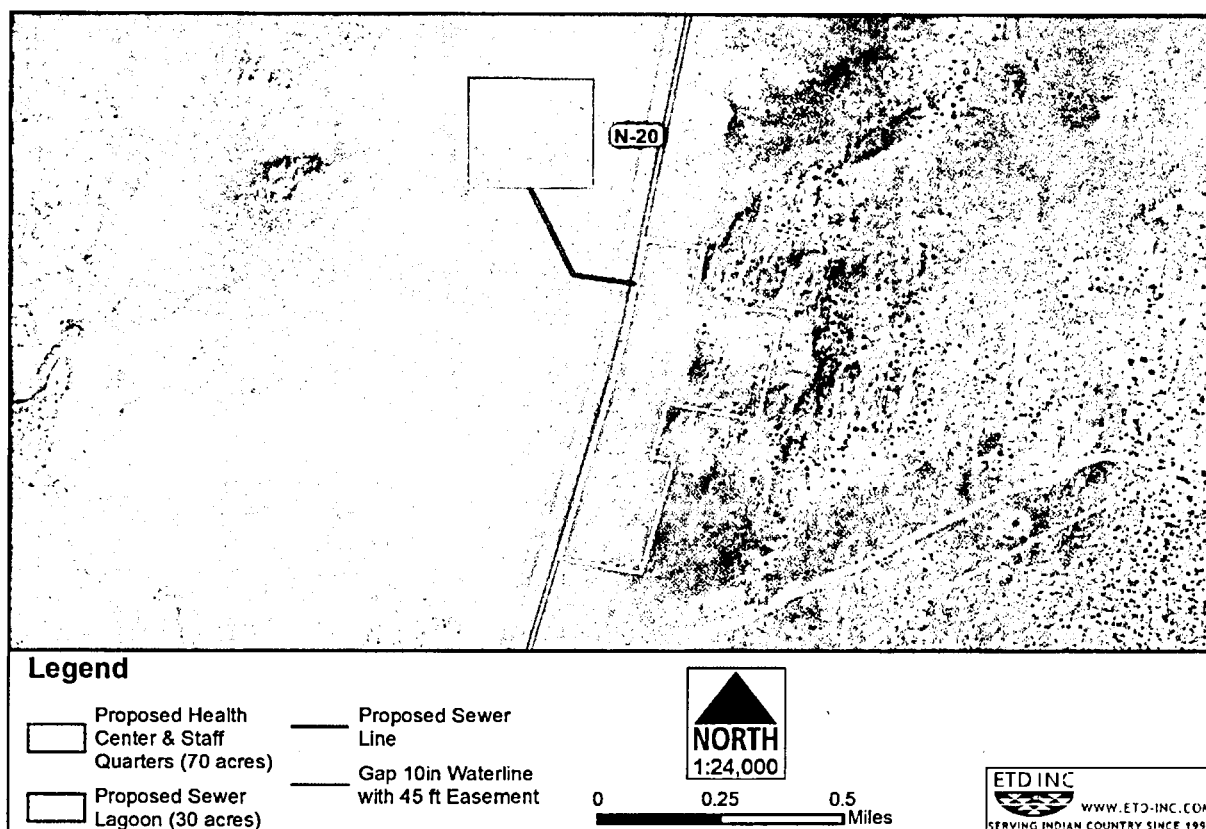 N-20
Legend
Proposed Health
Center & Staff
Quarters (70 acres)
Proposed Sewer
Lagoon (30 acres)
Proposed Sewer
Line
Gap 10in Waterline
with 45 ft Easement
NORTH
1:24,000
0 0.25 0.5
Miles
ETD INC
WWW.ETD-INC.COM
SERVING INDIAN COUNTRY SINCE 199